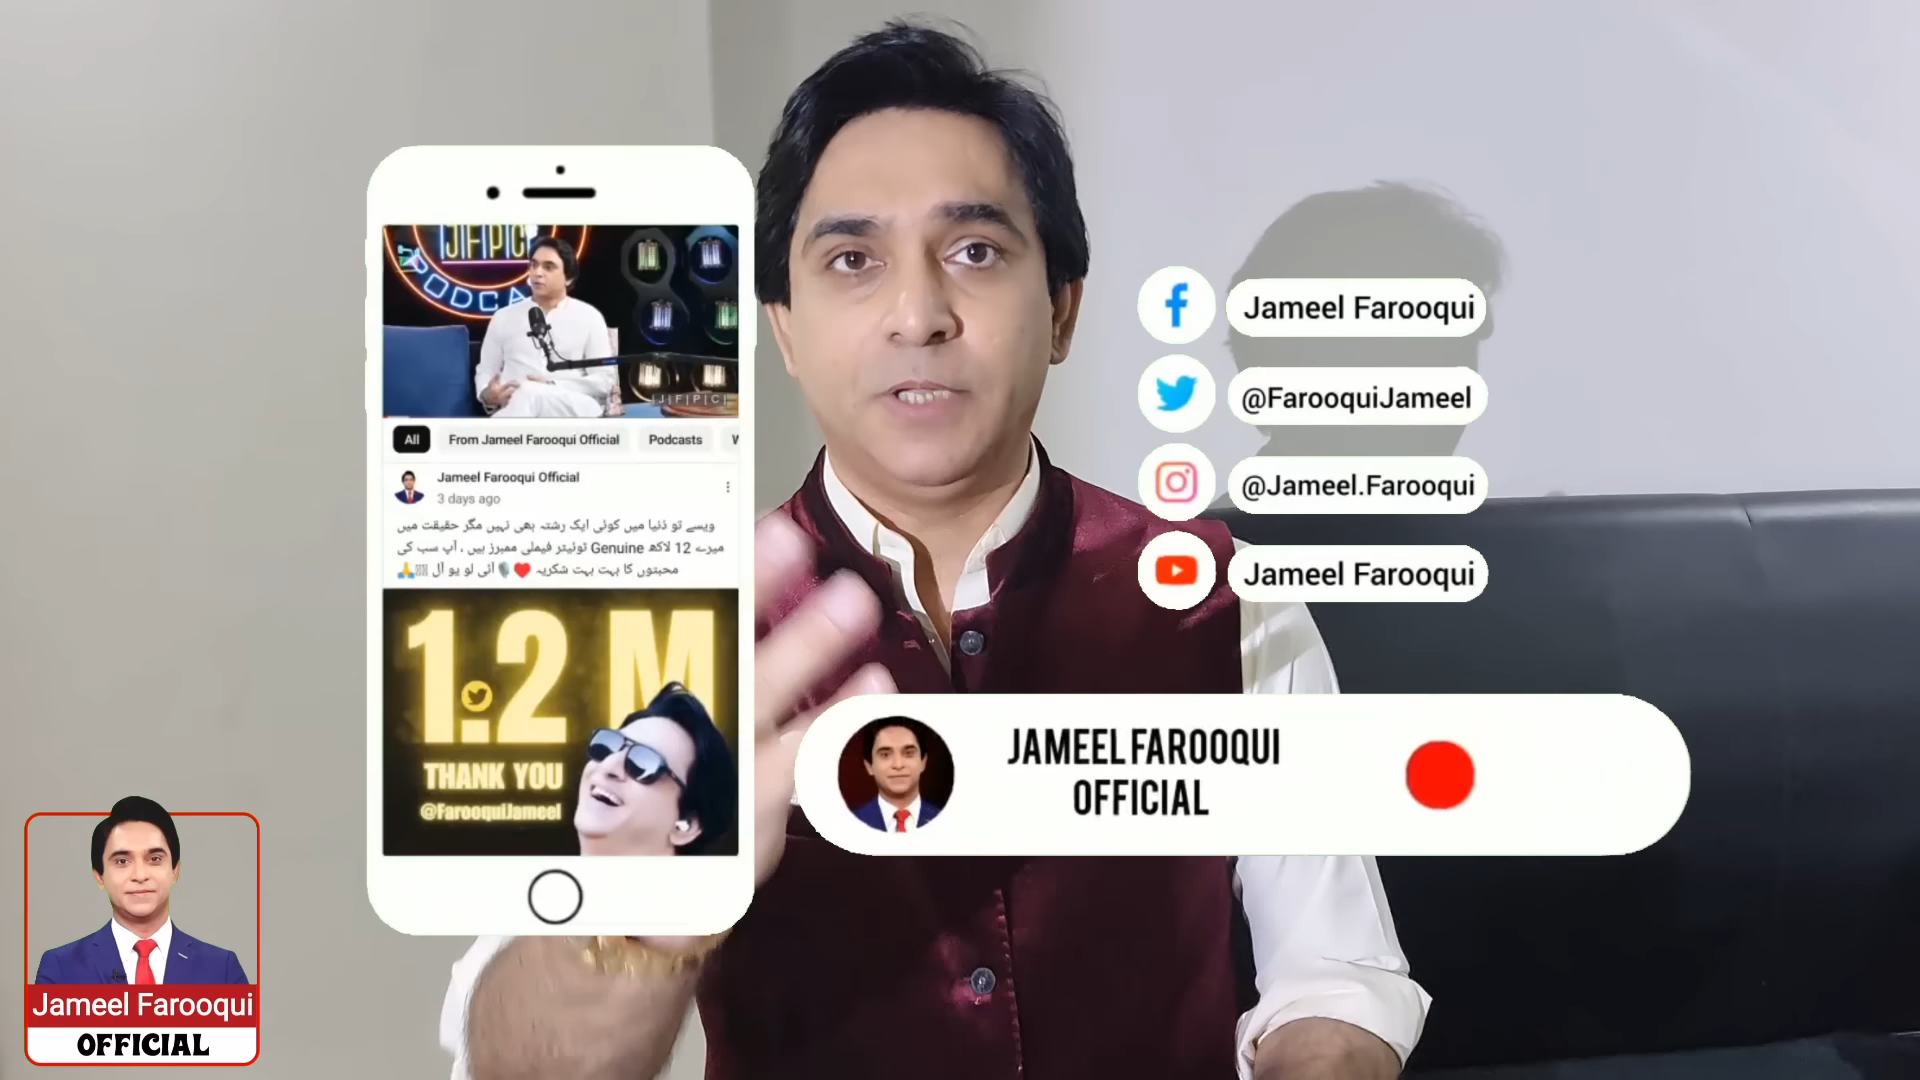 JFPC
PODCA
|J|F|P|C|
All
From Jameel Farooqui Official
Podcasts
Jameel Farooqui Official
3 days ago
ویسے تو دُنیا میں کوئی ایک رشتہ بھی نہیں مگر حقیقت میں
میرے 12 لاکھ Genuine ٹوئیٹر فیملی ممبرز ہیں ، آپ سب کی
محبتوں کا بہت بہت شکریہ ❤️🎙️آئی لو یو آل 🙏
1.2 M
THANK YOU
@FarooquiJameel
Jameel Farooqui
@FarooquiJameel
@Jameel.Farooqui
Jameel Farooqui
JAMEEL FAROOQUI
OFFICIAL
Jameel Farooqui
OFFICIAL